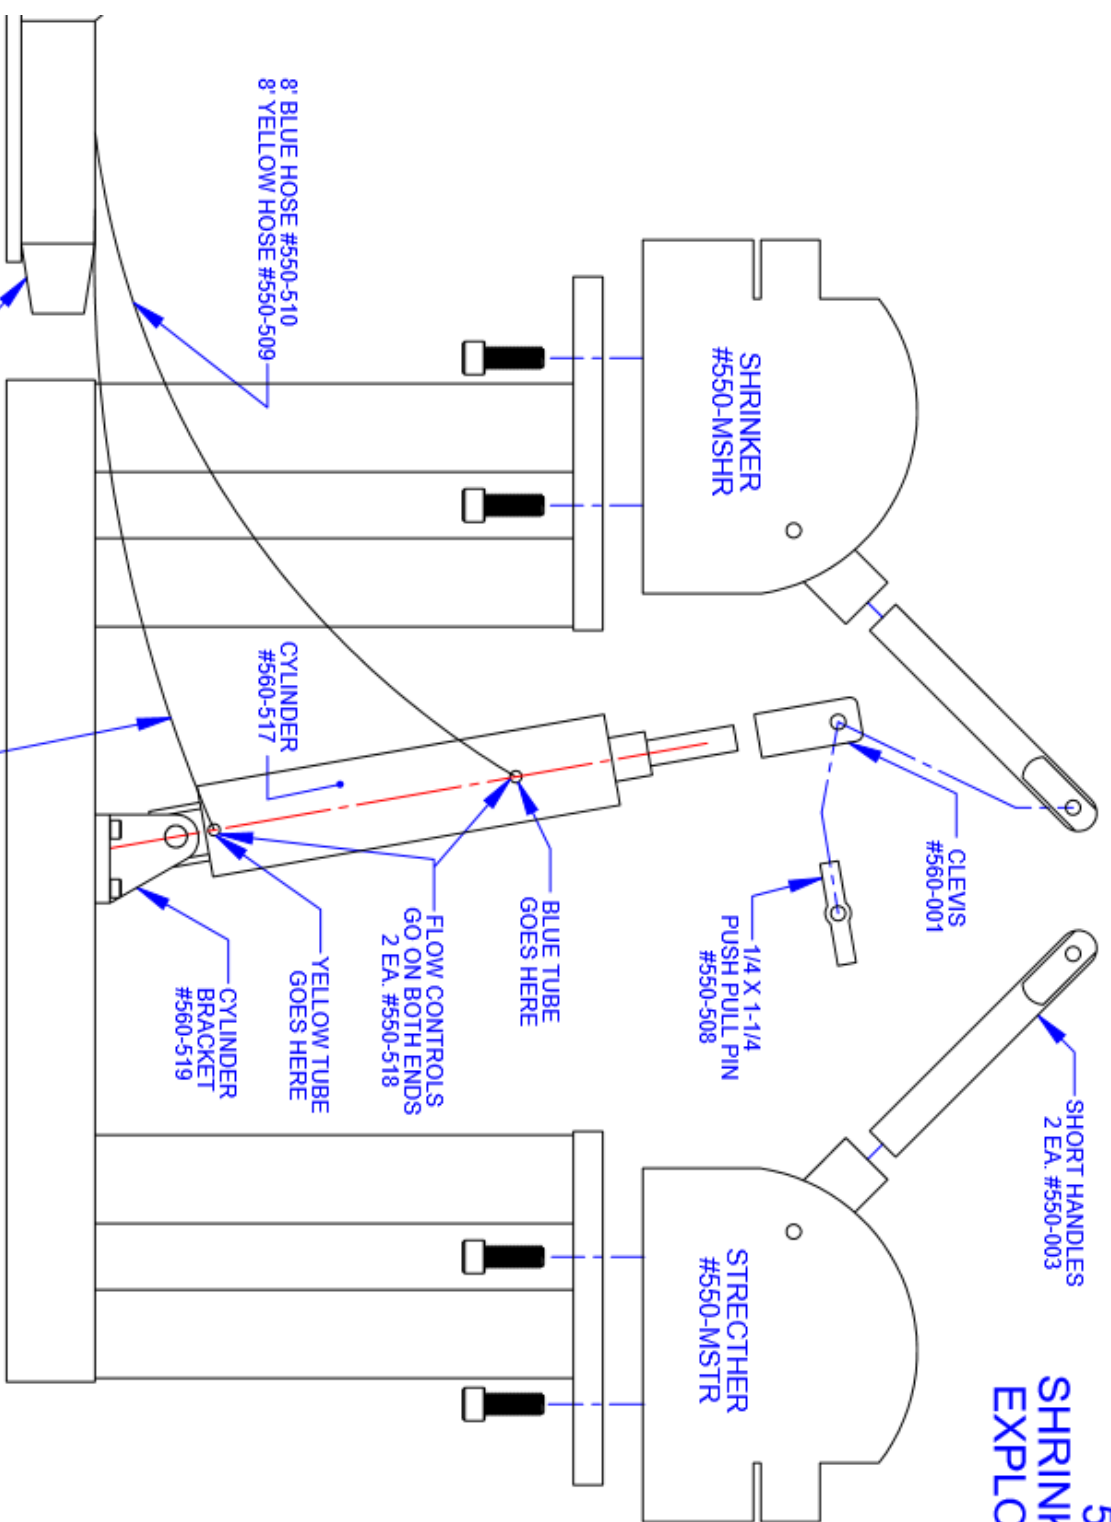 5
SHRINK
EXPLO
SHORT HANDLES
2 EA. #550-003
CLEVIS
#560-001
1/4 X 1-1/4
PUSH PULL PIN
#550-508
SHRINKER
#550-MSHR
STRECTHER
#550-MSTR
BLUE TUBE
GOES HERE
FLOW CONTROLS
GO ON BOTH ENDS
2 EA. #550-518
YELLOW TUBE
GOES HERE
CYLINDER
BRACKET
#560-519
CYLINDER
#560-517
8' BLUE HOSE #550-510
8' YELLOW HOSE #550-509